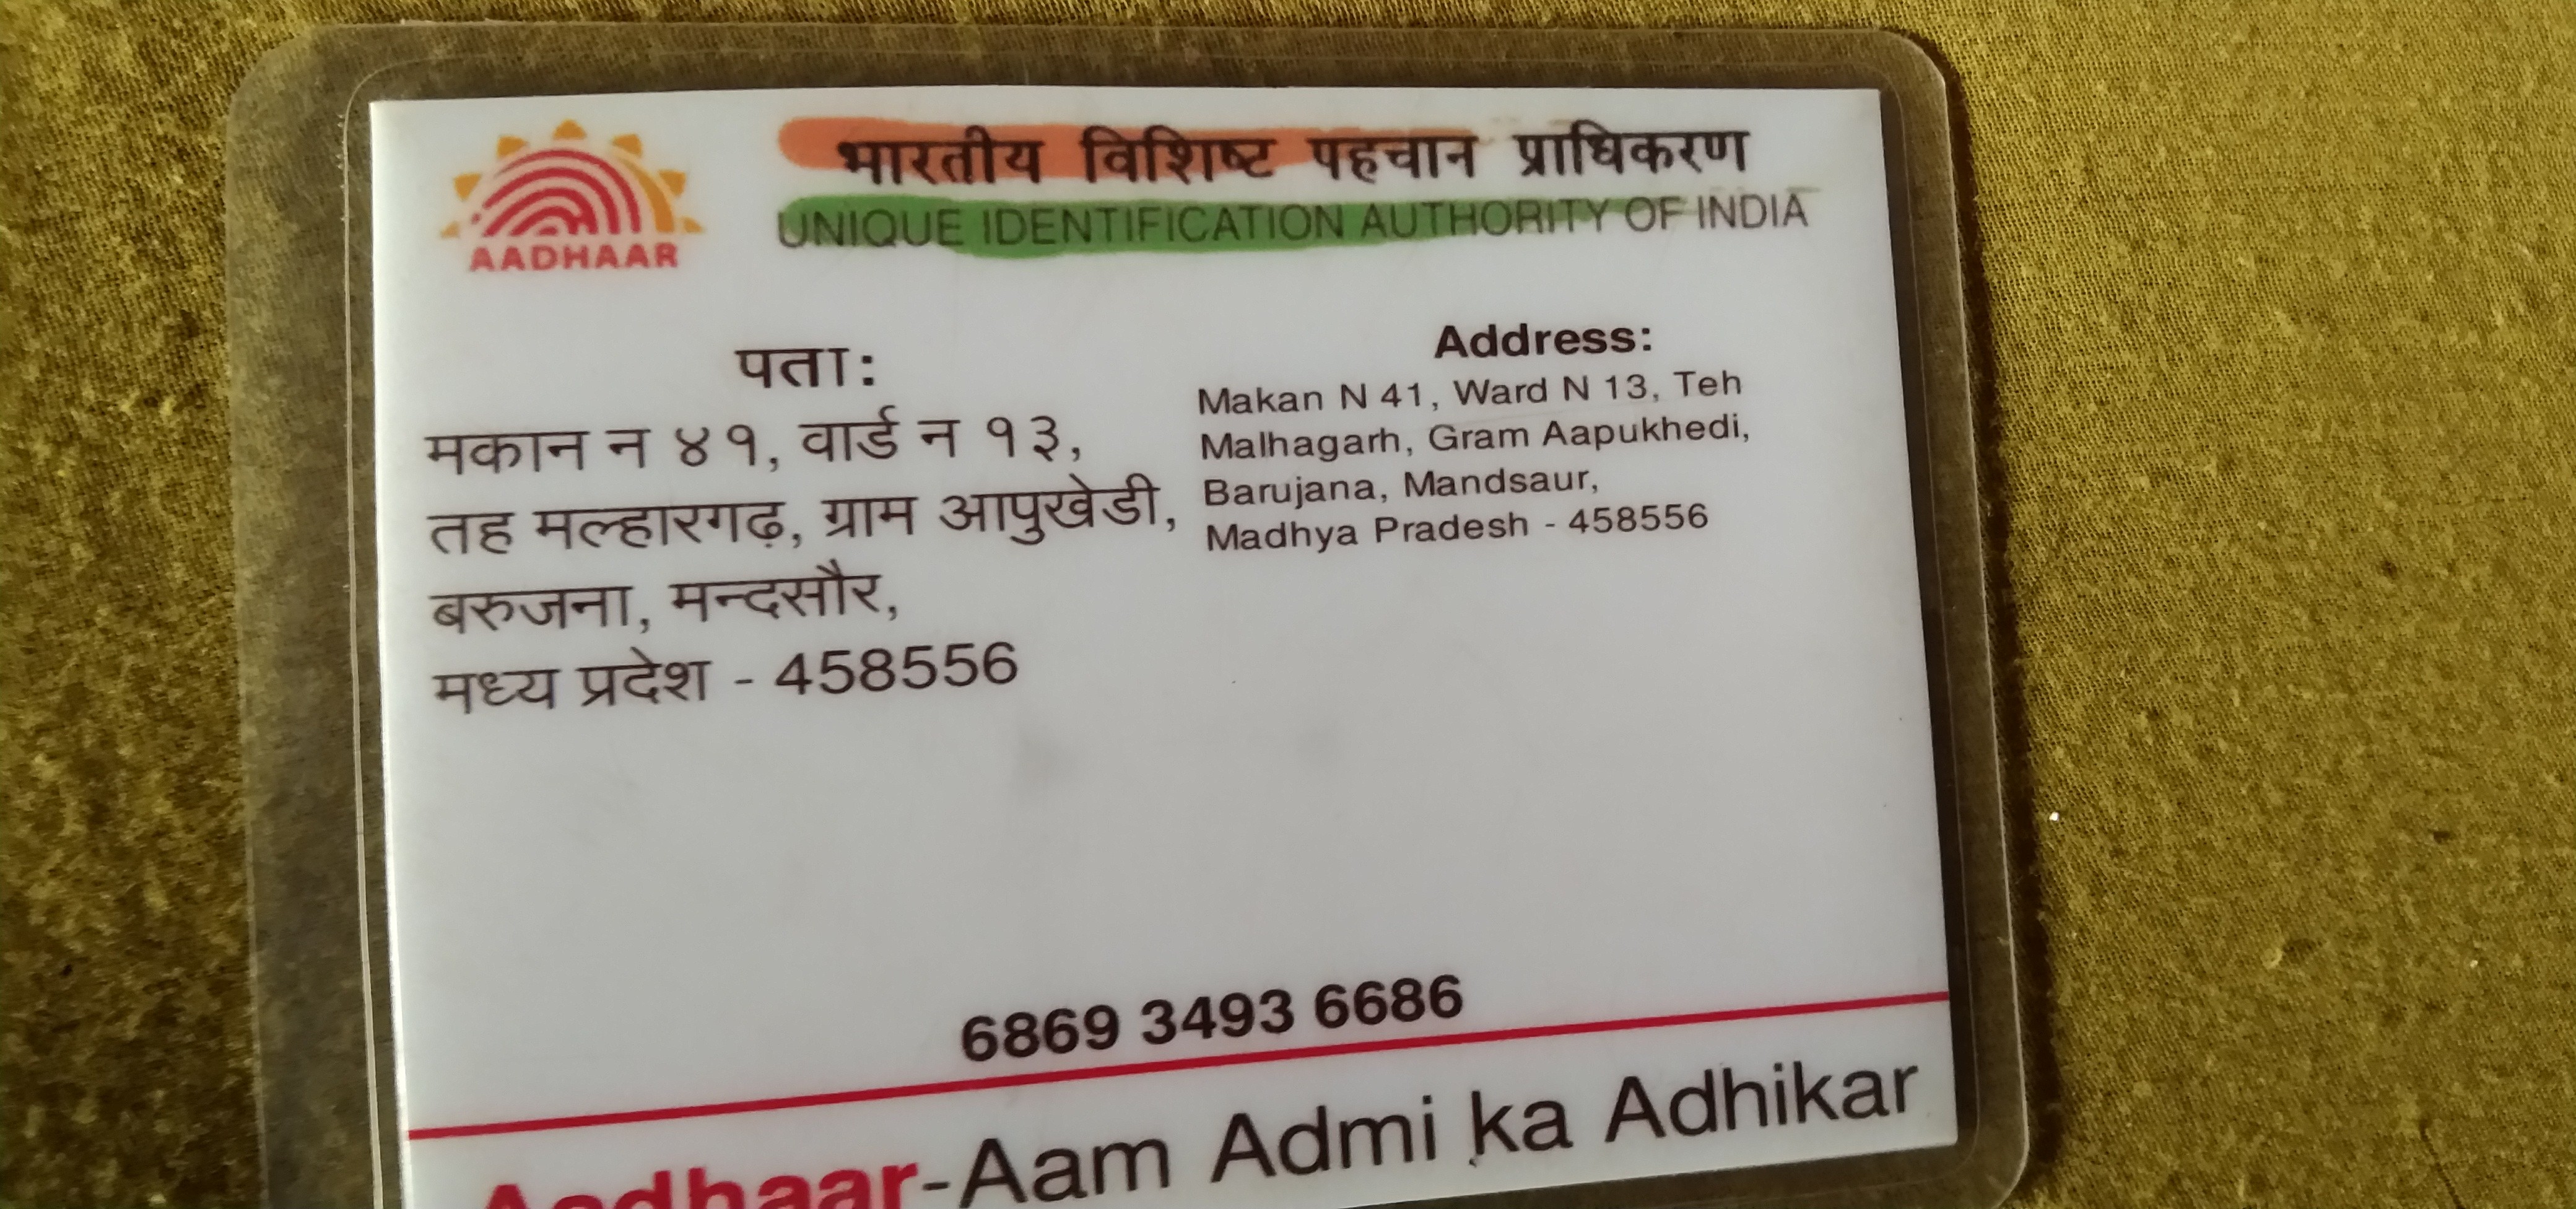 भारतीय विशिष्ट पहचान प्राधिकरण
UNIQUE IDENTIFICATION AUTHORITY OF INDIA
AADHAAR
पता:
मकान न ४१, वार्ड न १३,
तह मल्हारगढ़, ग्राम आपुखेडी,
बरुजना, मन्दसौर,
मध्य प्रदेश - 458556
Address:
Makan N 41, Ward N 13, Teh
Malhagarh, Gram Aapukhedi,
Barujana, Mandsaur,
Madhya Pradesh - 458556
6869 3493 6686
Aadhaar-Aam Admi ka Adhikar